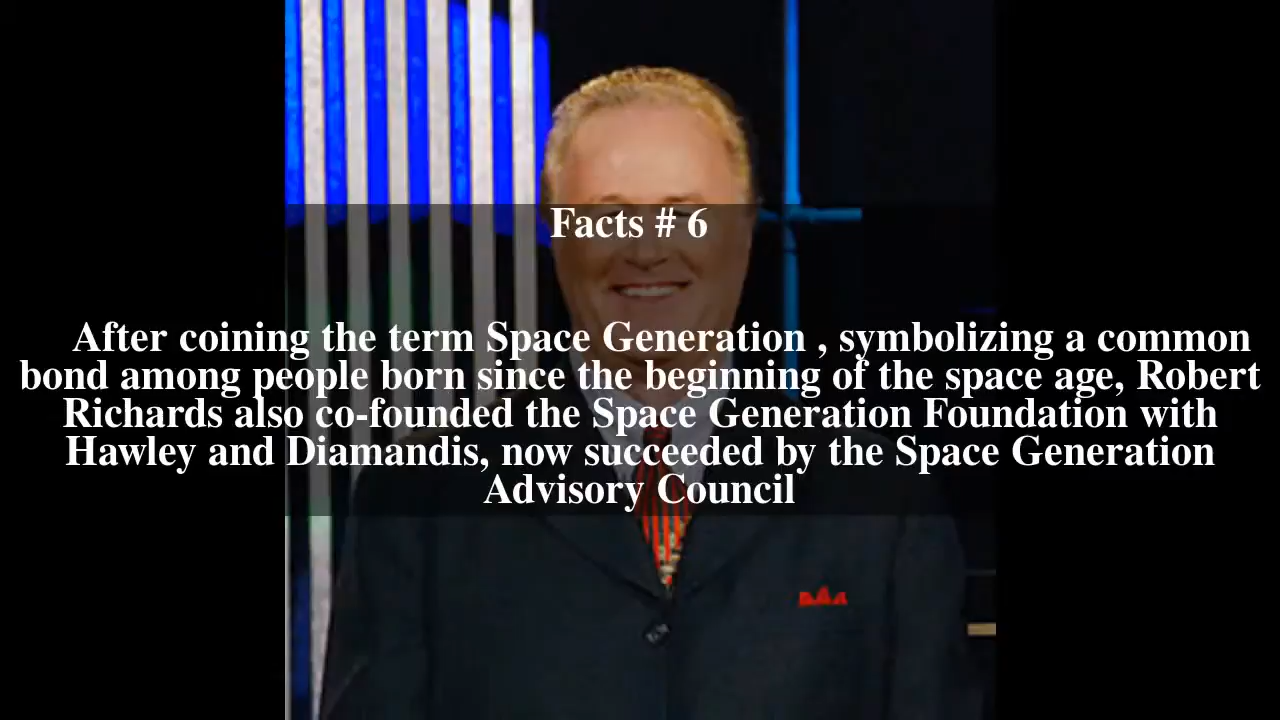 Facts # 6
After coining the term Space Generation , symbolizing a common
bond among people born since the beginning of the space age, Robert
Richards also co-founded the Space Generation Foundation with
Hawley and Diamandis, now succeeded by the Space Generation
Advisory Council